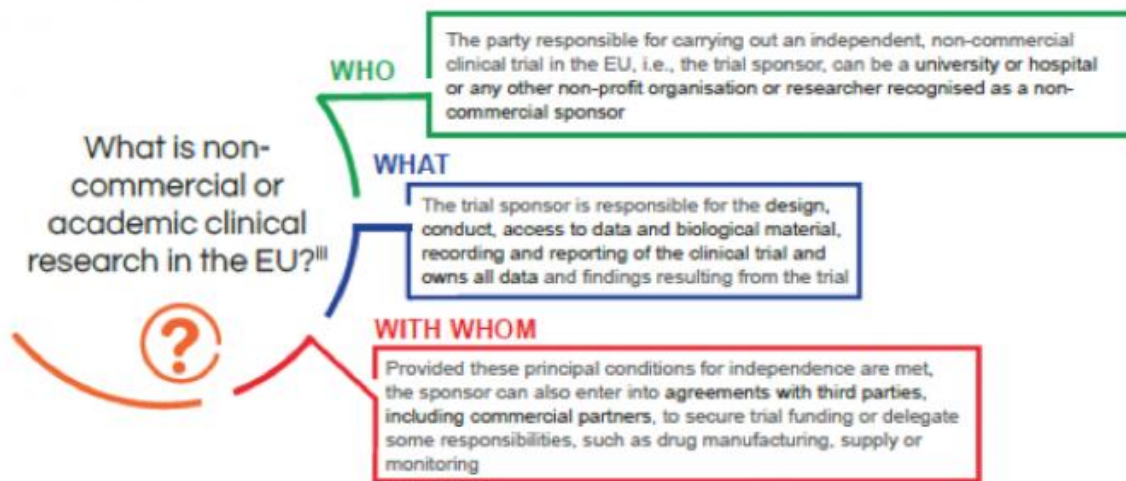 What is non-
commercial or
academic clinical
research in the EU?iii
?
WHO
The party responsible for carrying out an independent, non-commercial
clinical trial in the EU, i.e., the trial sponsor, can be a university or hospital
or any other non-profit organisation or researcher recognised as a non-
commercial sponsor
WHAT
The trial sponsor is responsible for the design,
conduct, access to data and biological material,
recording and reporting of the clinical trial and
owns all data and findings resulting from the trial
WITH WHOM
Provided these principal conditions for independence are met,
the sponsor can also enter into agreements with third parties,
including commercial partners, to secure trial funding or delegate
some responsibilities, such as drug manufacturing, supply or
monitoring